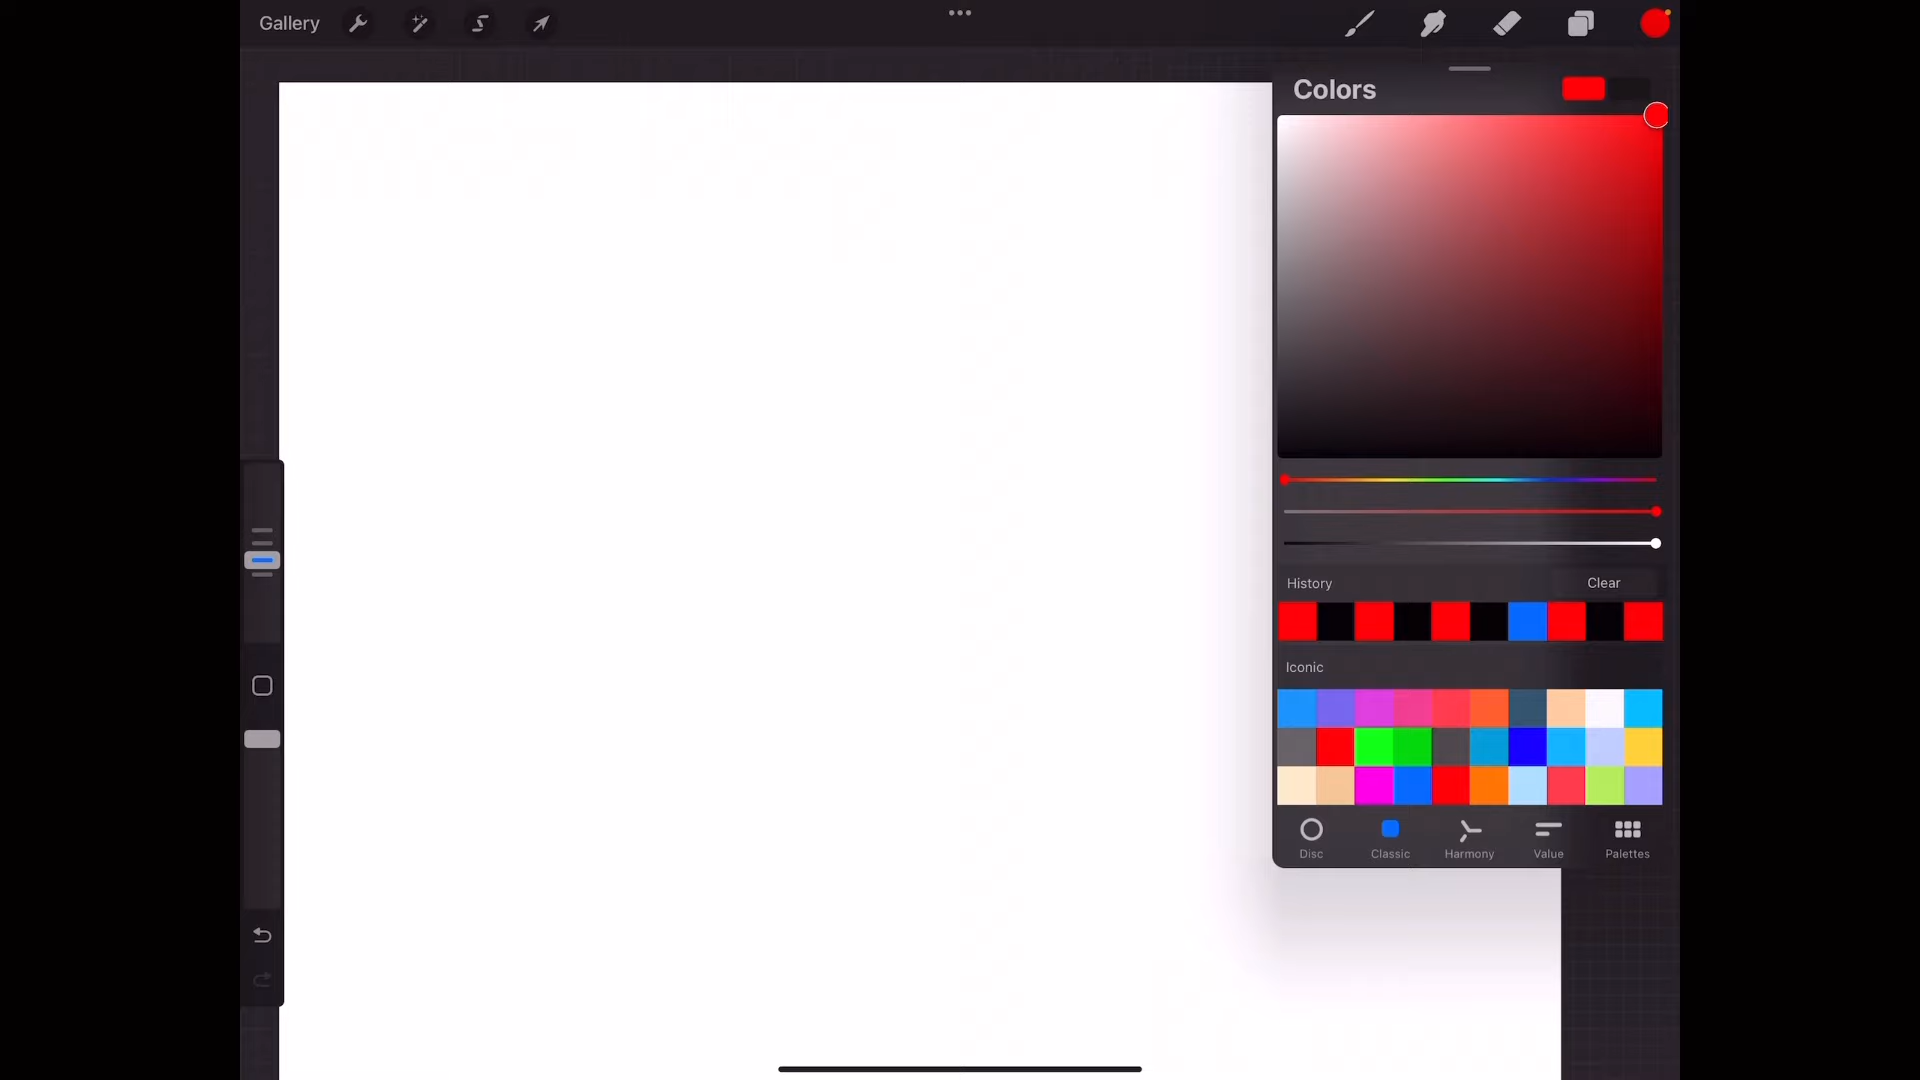 Gallery
Colors
History Clear
Iconic
Disc Classic Harmony Value Palettes